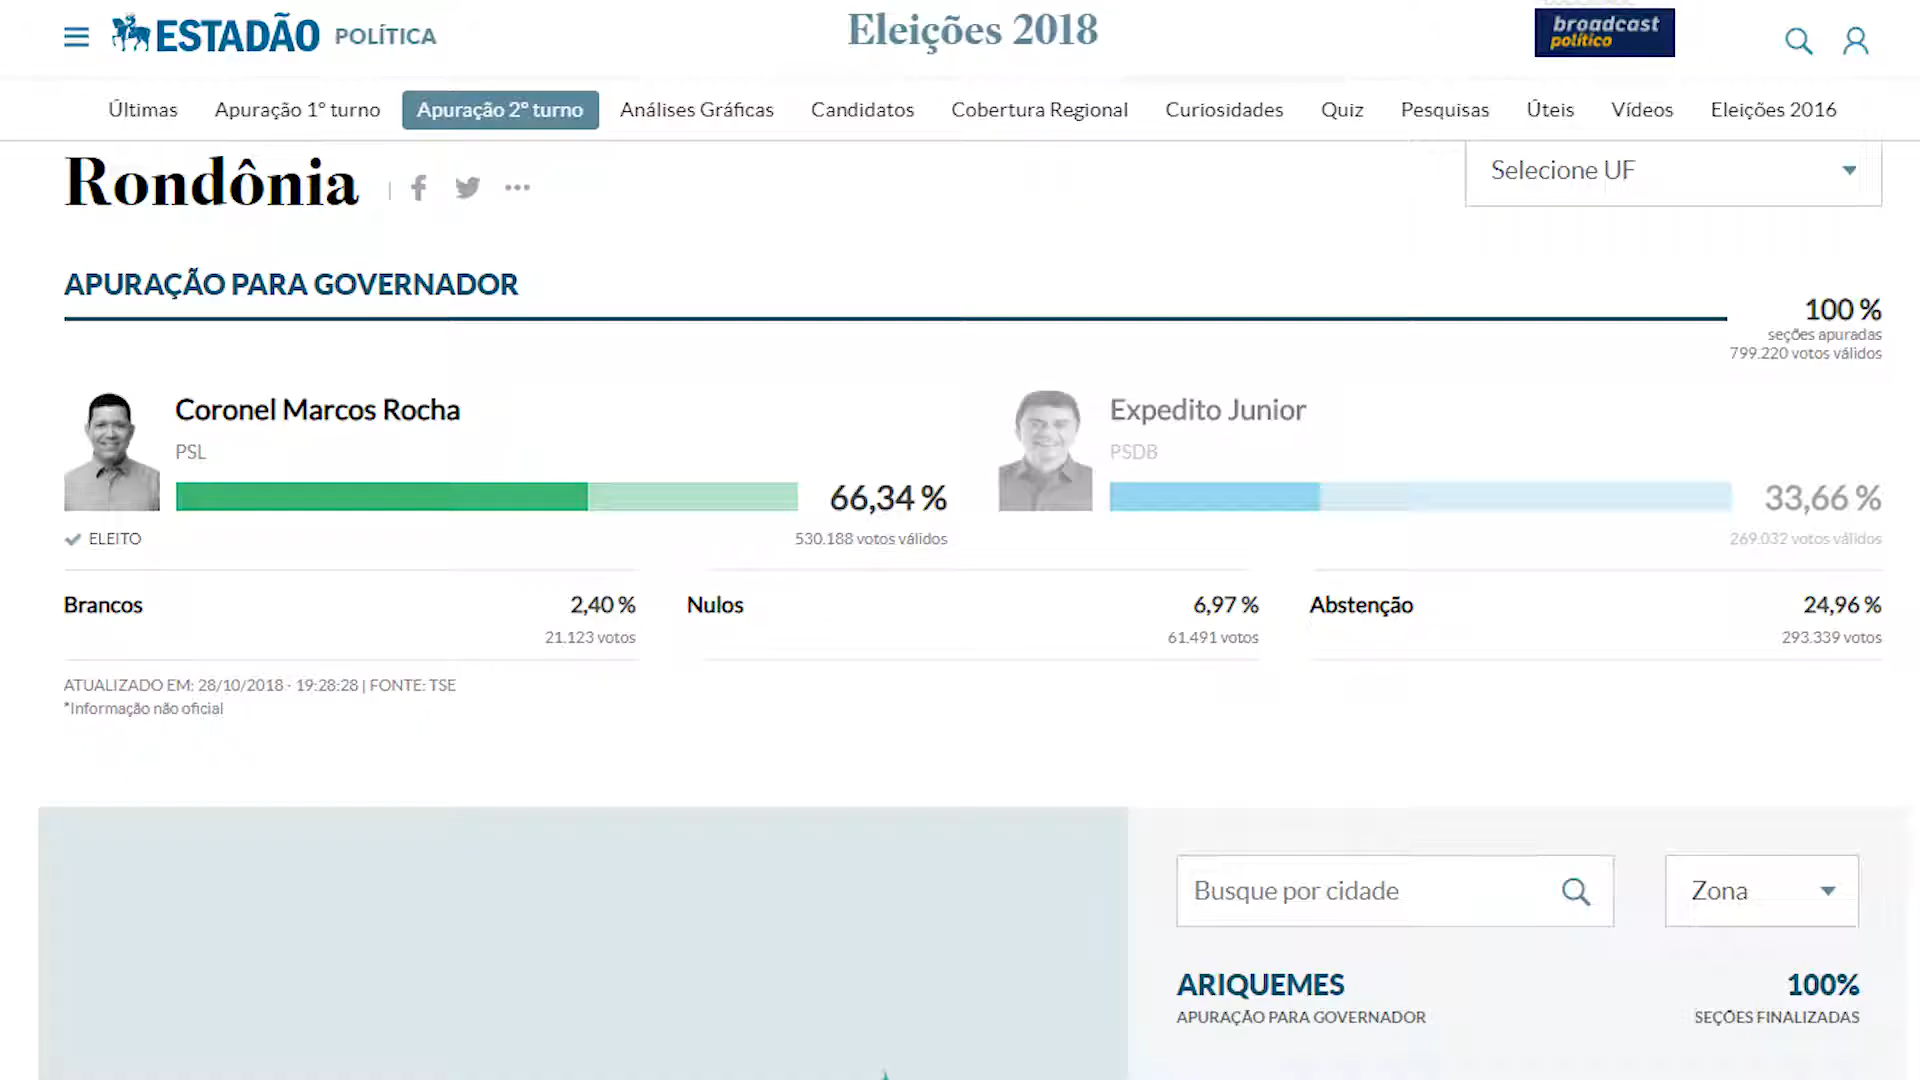 ESTADÃO POLÍTICA
Eleições 2018
broadcast
político
Últimas Apuração 1º turno Apuração 2º turno Análises Gráficas Candidatos Cobertura Regional Curiosidades Quiz Pesquisas Úteis Vídeos Eleições 2016
Rondônia
Selecione UF
APURAÇÃO PARA GOVERNADOR
100 %
seções apuradas
799.220 votos válidos
Coronel Marcos Rocha
PSL
66,34 %
ELEITO
530.188 votos válidos
Expedito Junior
PSDB
33,66 %
269.032 votos válidos
Brancos 2,40 %
21.123 votos
Nulos 6,97 %
61.491 votos
Abstenção 24,96 %
293.339 votos
ATUALIZADO EM: 28/10/2018 - 19:28:28 | FONTE: TSE
*Informação não oficial
Busque por cidade
Zona
ARIQUEMES 100%
APURAÇÃO PARA GOVERNADOR SEÇÕES FINALIZADAS